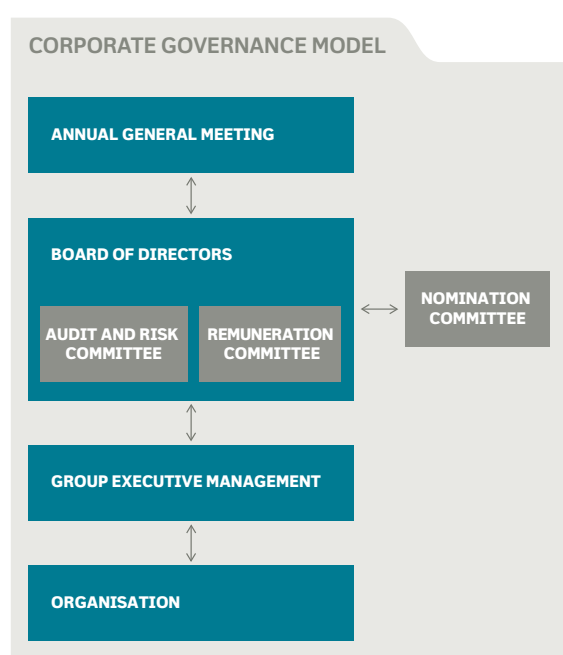 CORPORATE GOVERNANCE MODEL
ANNUAL GENERAL MEETING
BOARD OF DIRECTORS
AUDIT AND RISK
COMMITTEE
REMUNERATION
COMMITTEE
NOMINATION
COMMITTEE
GROUP EXECUTIVE MANAGEMENT
ORGANISATION